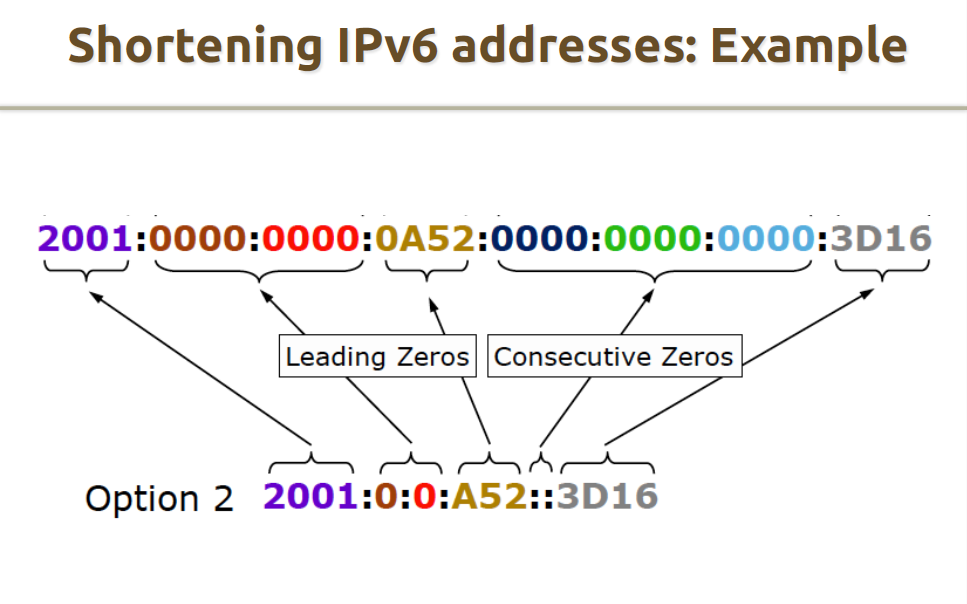 Shortening IPv6 addresses: Example
2001:0000:0000:0A52:0000:0000:0000:3D16
Leading Zeros
Consecutive Zeros
Option 2
2001:0:0:A52::3D16